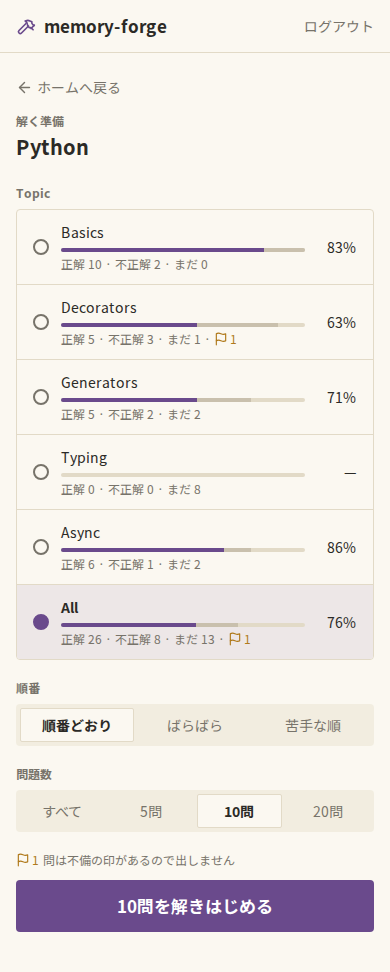 memory-forge
ログアウト
← ホームへ戻る
解く準備
Python
Topic
Basics
83%
正解 10 · 不正解 2 · まだ 0
Decorators
63%
正解 5 · 不正解 3 · まだ 1 · 1
Generators
71%
正解 5 · 不正解 2 · まだ 2
Typing
—
正解 0 · 不正解 0 · まだ 8
Async
86%
正解 6 · 不正解 1 · まだ 2
All
76%
正解 26 · 不正解 8 · まだ 13 · 1
順番
順番どおり ばらばら 苦手な順
問題数
すべて 5問 10問 20問
1 問は不備の印があるので出しません
10問を解きはじめる